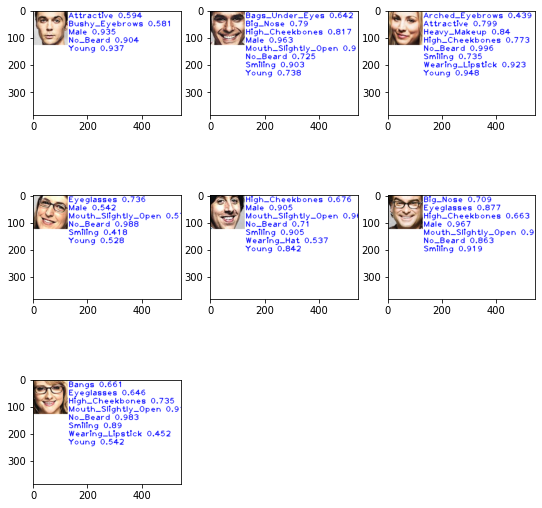 0
Attractive 0.594
Bushy_Eyebrows 0.581
Male 0.935
No_Beard 0.904
Young 0.937
100
200
300
0 200 400
0
Bags_Under_Eyes 0.642
Big_Nose 0.79
High_Cheekbones 0.817
Male 0.963
Mouth_Slightly_Open 0.9
No_Beard 0.725
Smiling 0.903
Young 0.738
100
200
300
0 200 400
0
Arched_Eyebrows 0.439
Attractive 0.799
Heavy_Makeup 0.84
High_Cheekbones 0.773
No_Beard 0.996
Smiling 0.735
Wearing_Lipstick 0.923
Young 0.948
100
200
300
0 200 400
0
Eyeglasses 0.736
Male 0.542
Mouth_Slightly_Open 0.57
No_Beard 0.988
Smiling 0.418
Young 0.528
100
200
300
0 200 400
0
High_Cheekbones 0.676
Male 0.905
Mouth_Slightly_Open 0.90
No_Beard 0.71
Smiling 0.905
Wearing_Hat 0.537
Young 0.842
100
200
300
0 200 400
0
Big_Nose 0.709
Eyeglasses 0.877
High_Cheekbones 0.663
Male 0.967
Mouth_Slightly_Open 0.9
No_Beard 0.863
Smiling 0.919
100
200
300
0 200 400
0
Bangs 0.661
Eyeglasses 0.646
High_Cheekbones 0.735
Mouth_Slightly_Open 0.9
No_Beard 0.983
Smiling 0.89
Wearing_Lipstick 0.452
Young 0.542
100
200
300
0 200 400